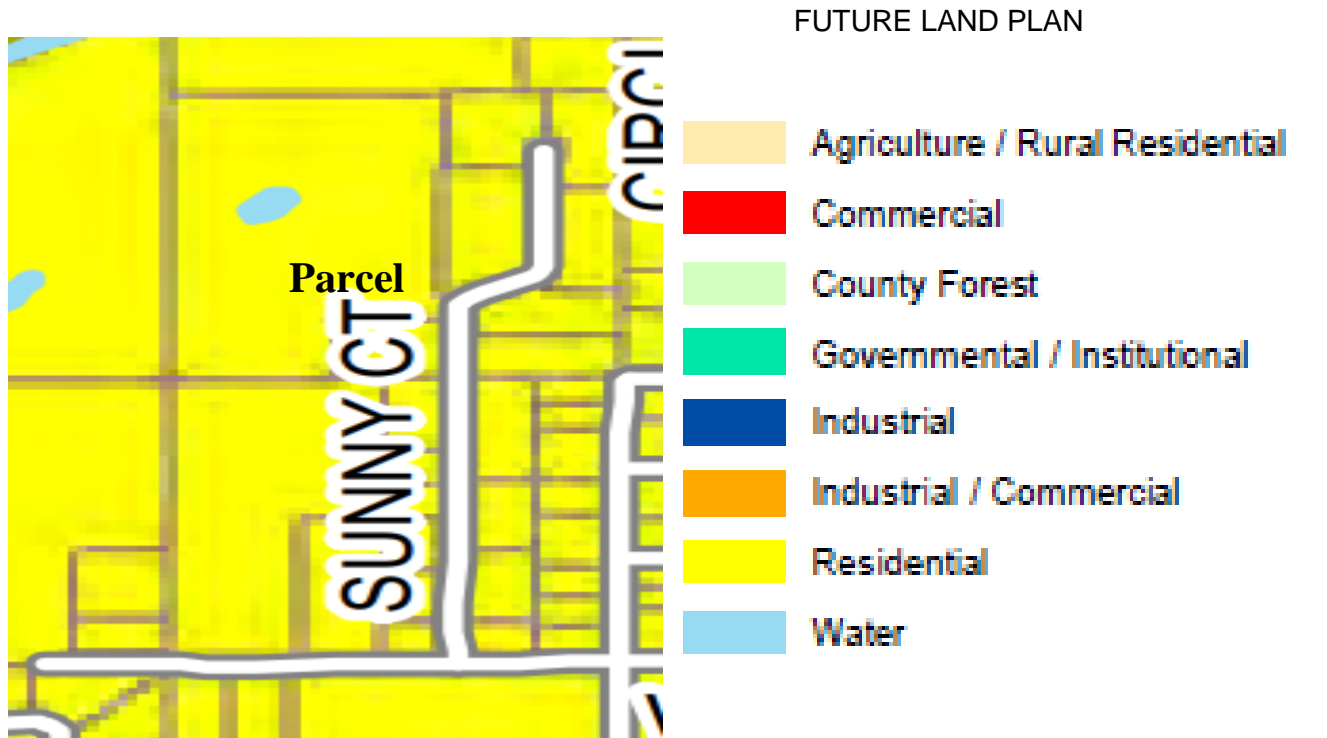 FUTURE LAND PLAN
Parcel
SUNNY CT
Agriculture / Rural Residential
Commercial
County Forest
Governmental / Institutional
Industrial
Industrial / Commercial
Residential
Water